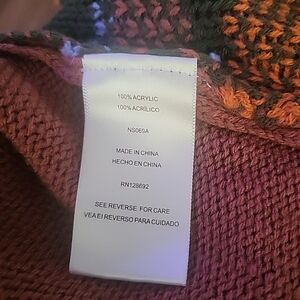 100% ACRYLIC
100% ACRÍLICO
NS069A
MADE IN CHINA
HECHO EN CHINA
RN128692
SEE REVERSE FOR CARE
VEA EI REVERSO PARA CUIDADO